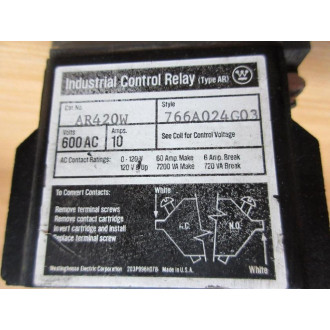 Industrial Control Relay (Type AR)
Cat. No. Style
AR420W 766A024G03
Volts Amps.
600 AC 10 See Coil for Control Voltage
AC Contact Ratings: 0-120V 60 Amp. Make 6 Amp. Break
120 V & Up 7200 VA Make 720 VA Break
To Convert Contacts:
White
Remove terminal screws
Remove contact cartridge
Invert cartridge and install
Replace terminal screw
N.C. N.O.
White
Westinghouse Electric Corporation Made in U.S.A.